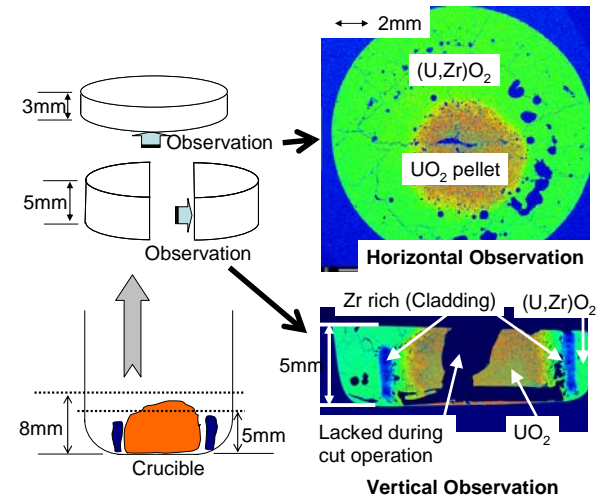 2mm
(U,Zr)O2
3mm
Observation
UO2 pellet
5mm
Observation
Horizontal Observation
Zr rich (Cladding)
(U,Zr)O2
5mm
8mm
5mm
Lacked during
cut operation
UO2
Crucible
Vertical Observation